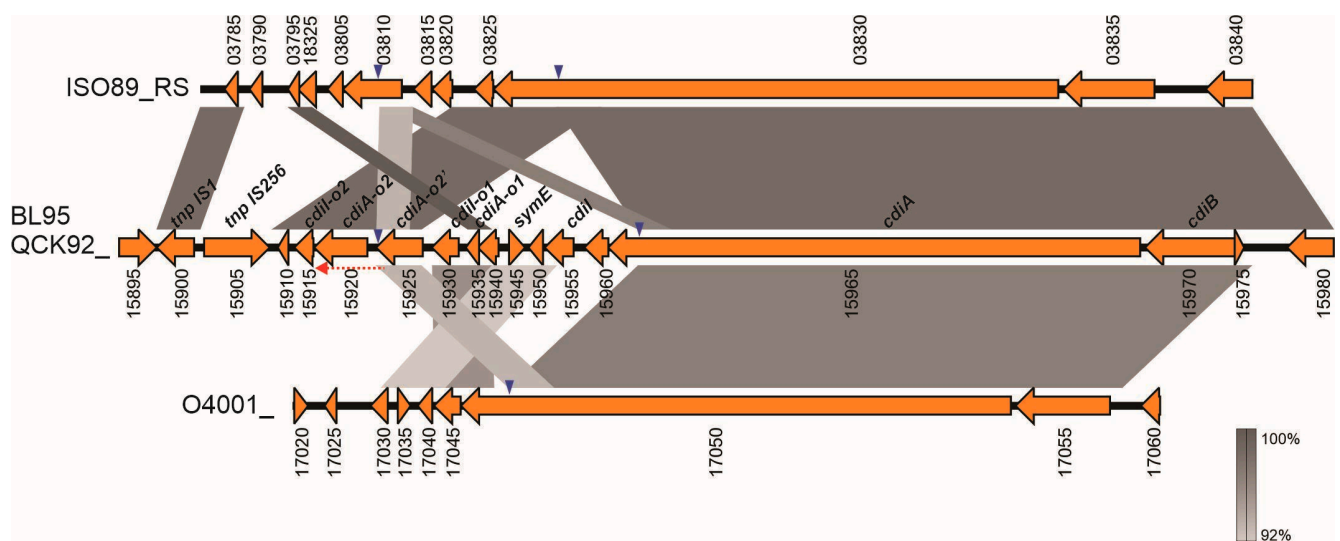 03785 03790 03795 18325 03805 03810 03815 03820 03825 03830 03835 03840
ISO89_RS
tnp IS1 tnp IS256 cdiI-o2 cdiA-o2 cdiA-o2' cdiI-o1 cdiA-o1 symE cdiI cdiA cdiB
BL95
QCK92_
15895 15900 15905 15910 15915 15920 15925 15930 15935 15940 15945 15950 15955 15960 15965 15970 15975 15980
O4001_
17020 17025 17030 17035 17040 17045 17050 17055 17060
100%
92%